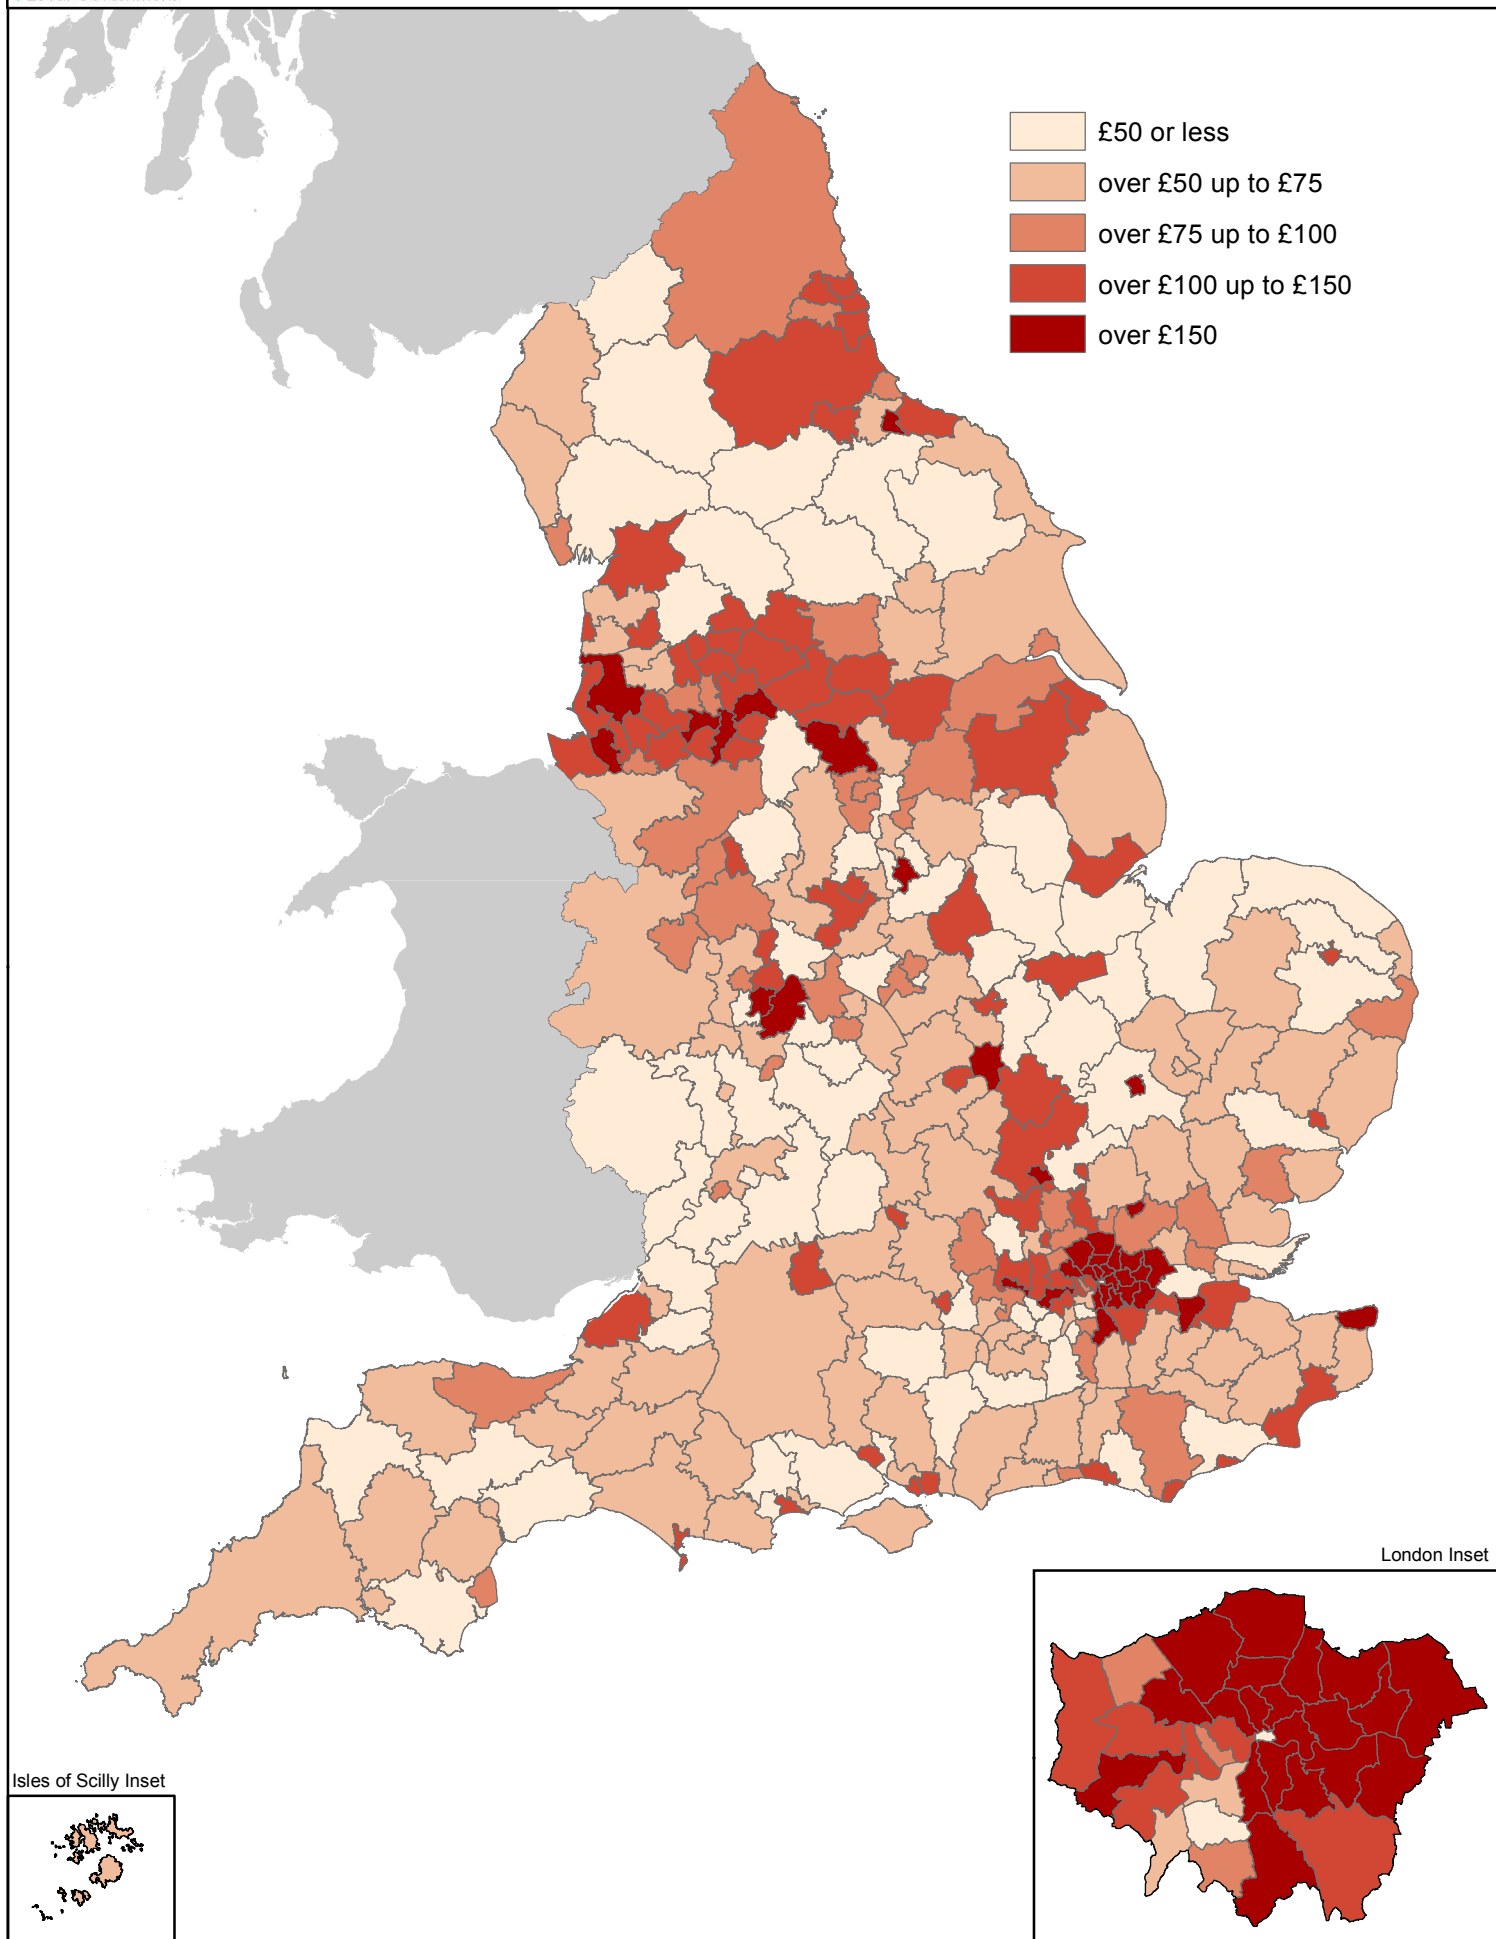 £50 or less
over £50 up to £75
over £75 up to £100
over £100 up to £150
over £150
London Inset
Isles of Scilly Inset